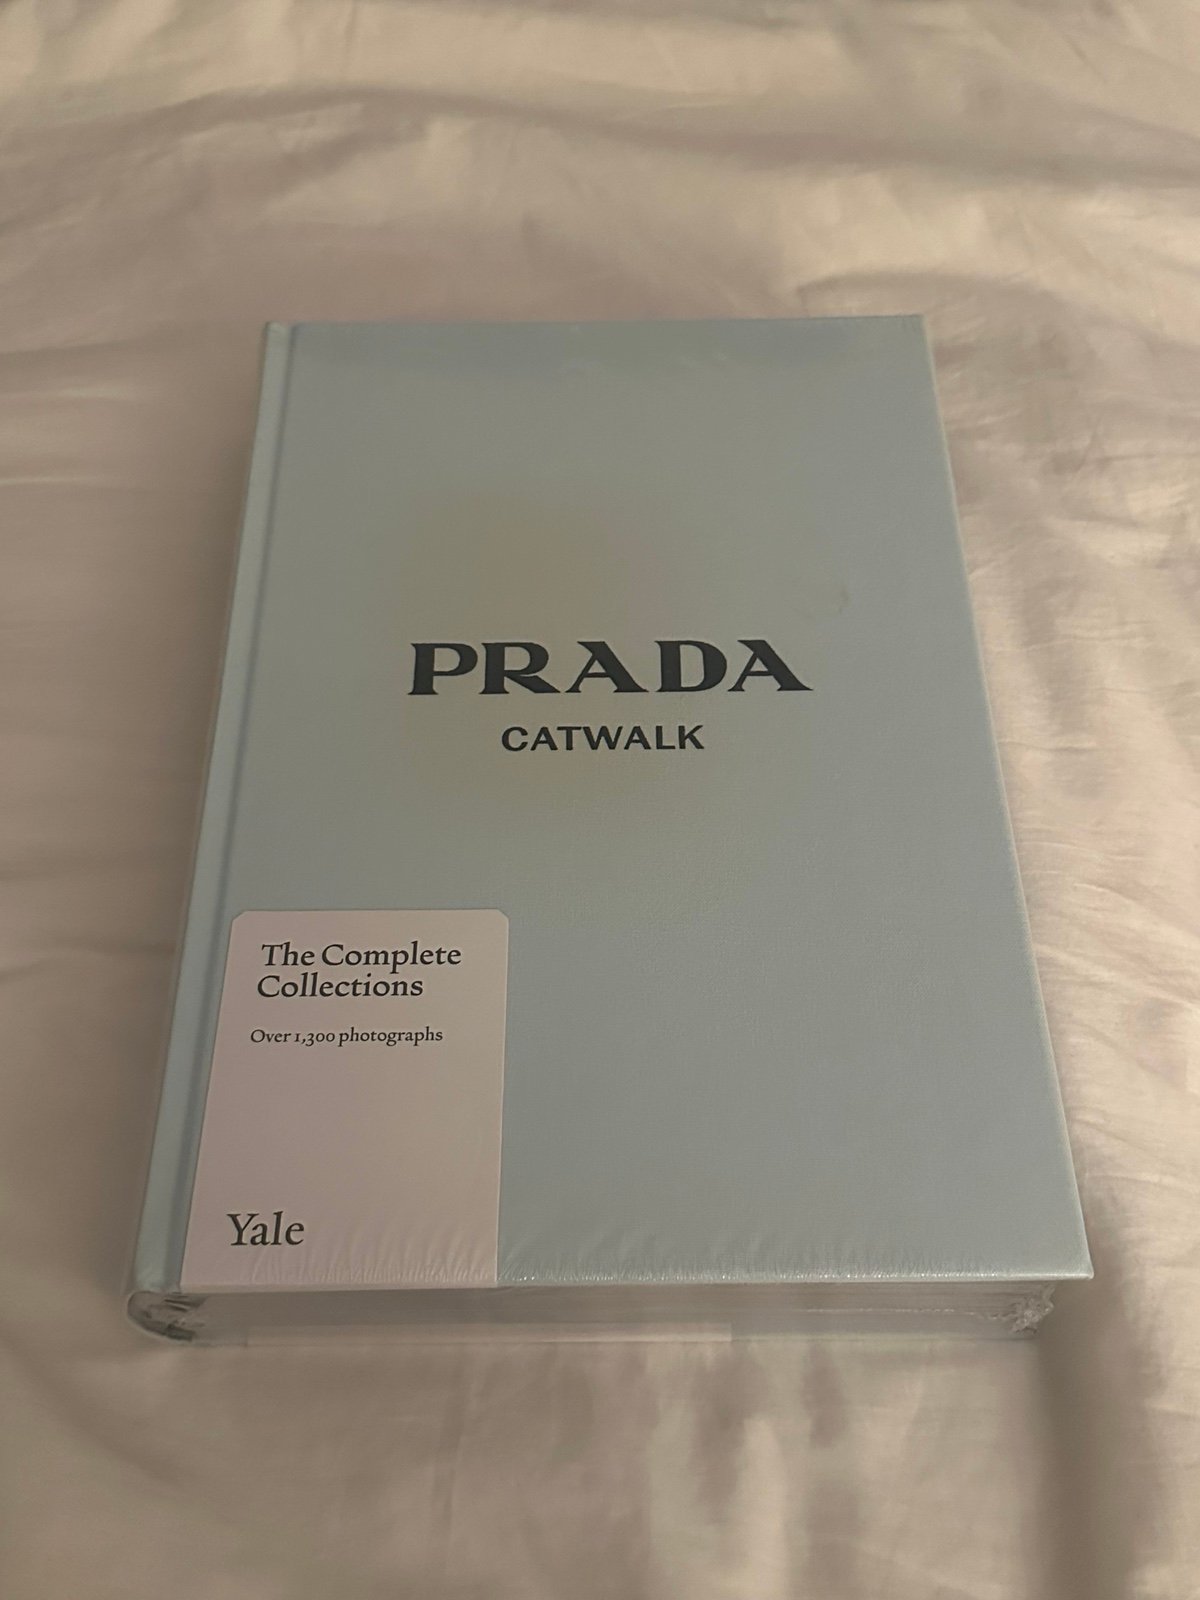 PRADA
CATWALK
The Complete
Collections
Over 1,300 photographs
Yale